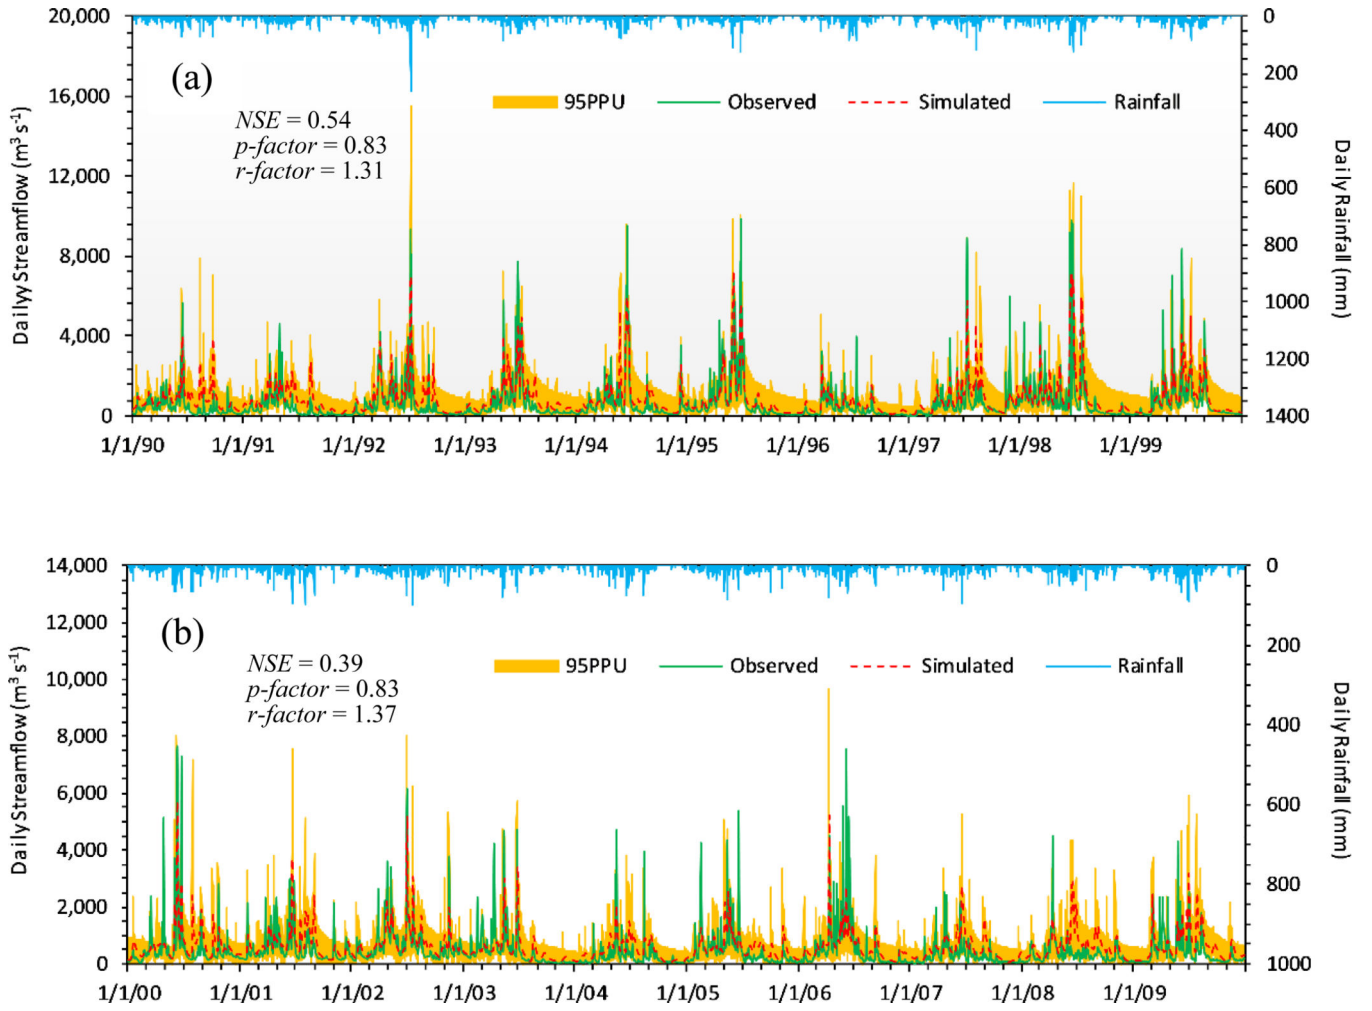 20,000
16,000
12,000
8,000
4,000
0
Dailyy Streamflow (m³ s⁻¹)
(a)
NSE = 0.54
p-factor = 0.83
r-factor = 1.31
95PPU Observed Simulated Rainfall
0
200
400
600
800
1000
1200
1400
Daily Rainfall (mm)
1/1/90 1/1/91 1/1/92 1/1/93 1/1/94 1/1/95 1/1/96 1/1/97 1/1/98 1/1/99
14,000
12,000
10,000
8,000
6,000
4,000
2,000
0
Daily Streamflow (m³ s⁻¹)
(b)
NSE = 0.39
p-factor = 0.83
r-factor = 1.37
95PPU Observed Simulated Rainfall
0
200
400
600
800
1000
Daily Rainfall (mm)
1/1/00 1/1/01 1/1/02 1/1/03 1/1/04 1/1/05 1/1/06 1/1/07 1/1/08 1/1/09